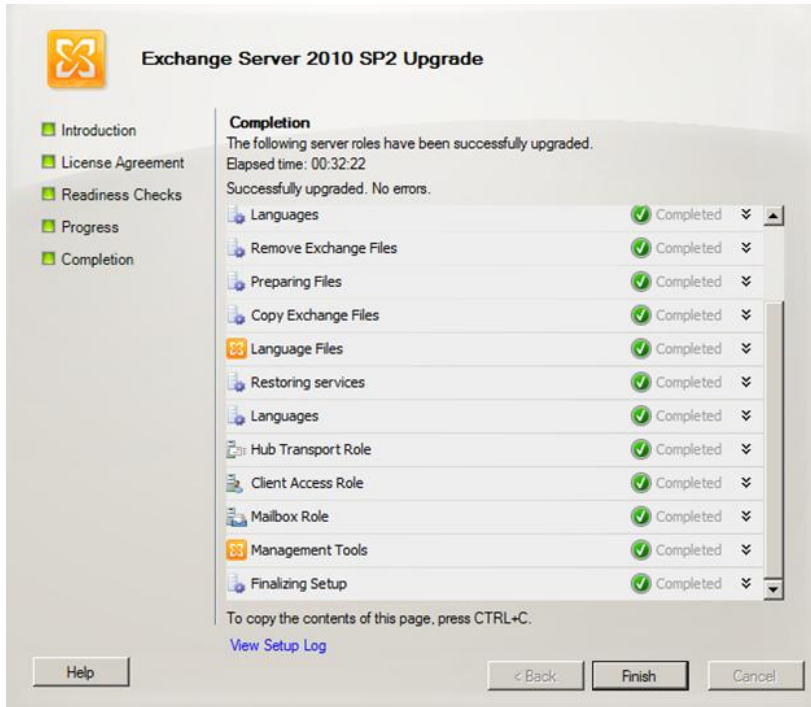 Exchange Server 2010 SP2 Upgrade
Introduction
License Agreement
Readiness Checks
Progress
Completion
Completion
The following server roles have been successfully upgraded.
Elapsed time: 00:32:22
Successfully upgraded. No errors.
Languages Completed
Remove Exchange Files Completed
Preparing Files Completed
Copy Exchange Files Completed
Language Files Completed
Restoring services Completed
Languages Completed
Hub Transport Role Completed
Client Access Role Completed
Mailbox Role Completed
Management Tools Completed
Finalizing Setup Completed
To copy the contents of this page, press CTRL+C.
View Setup Log
Help < Back Finish Cancel